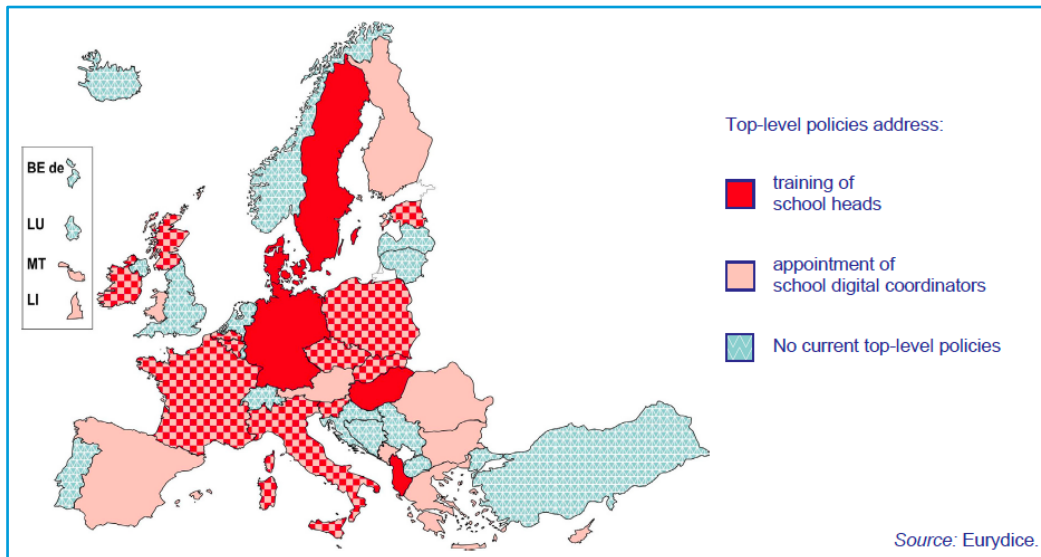 BE de
LU
MT
LI
Top-level policies address:
training of
school heads
appointment of
school digital coordinators
No current top-level policies
Source: Eurydice.